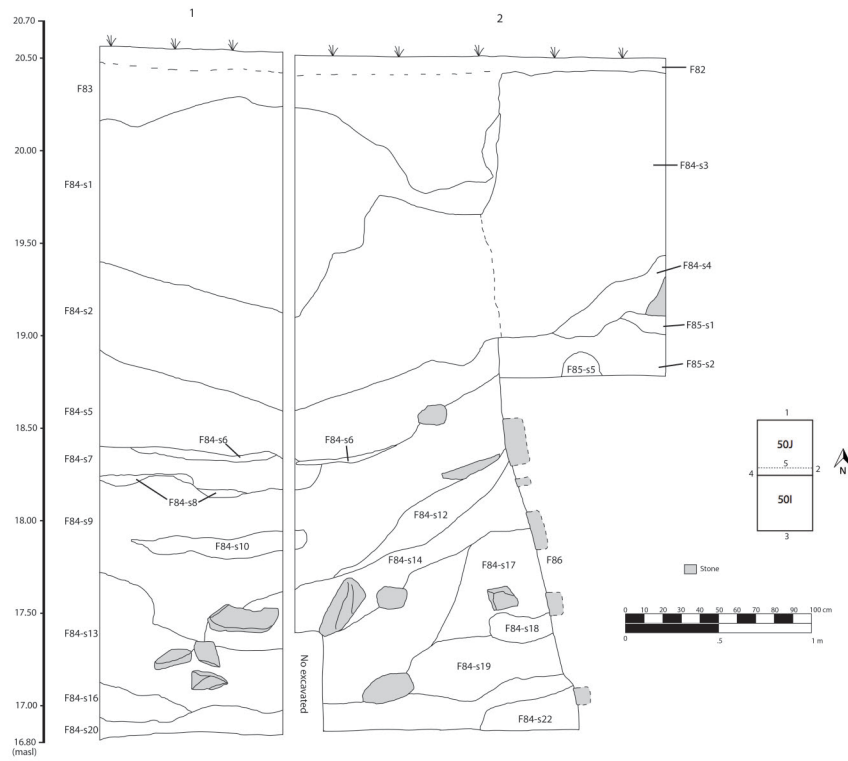 1
2
20.70
20.50
20.00
19.50
19.00
18.50
18.00
17.50
17.00
16.80
(masl)
F83
F84-s1
F84-s2
F84-s5
F84-s6
F84-s7
F84-s8
F84-s9
F84-s10
F84-s13
F84-s16
F84-s20
No excavated
F84-s6
F84-s12
F84-s14
F84-s17
F84-s18
F84-s19
F84-s22
F86
F82
F84-s3
F84-s4
F85-s1
F85-s2
F85-s5
1
50J
5
4
2
50I
3
N
Stone
0 10 20 30 40 50 60 70 80 90 100 cm
0 .5 1 m